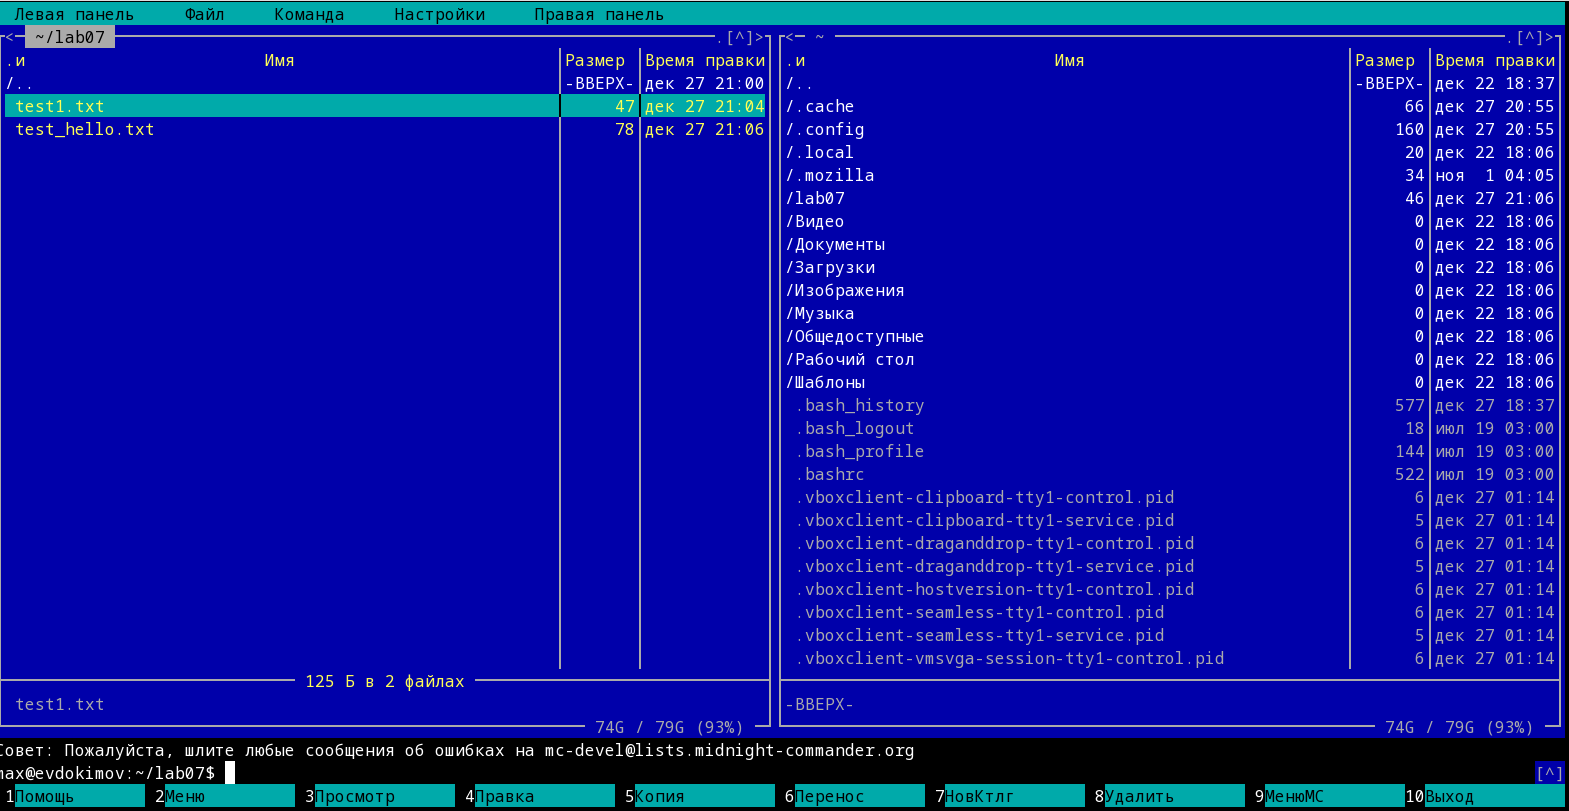 Левая панель Файл Команда Настройки Правая панель
<─ ~/lab07 ─.[^]>
.и Имя Размер Время правки
/.. -ВВЕРХ- дек 27 21:00
test1.txt 47 дек 27 21:04
test_hello.txt 78 дек 27 21:06
125 Б в 2 файлах
test1.txt
74G / 79G (93%)
<─ ~ ─.[^]>
.и Имя Размер Время правки
/.. -ВВЕРХ- дек 22 18:37
/.cache 66 дек 27 20:55
/.config 160 дек 27 20:55
/.local 20 дек 22 18:06
/.mozilla 34 ноя 1 04:05
/lab07 46 дек 27 21:06
/Видео 0 дек 22 18:06
/Документы 0 дек 22 18:06
/Загрузки 0 дек 22 18:06
/Изображения 0 дек 22 18:06
/Музыка 0 дек 22 18:06
/Общедоступные 0 дек 22 18:06
/Рабочий стол 0 дек 22 18:06
/Шаблоны 0 дек 22 18:06
.bash_history 577 дек 27 18:37
.bash_logout 18 июл 19 03:00
.bash_profile 144 июл 19 03:00
.bashrc 522 июл 19 03:00
.vboxclient-clipboard-tty1-control.pid 6 дек 27 01:14
.vboxclient-clipboard-tty1-service.pid 5 дек 27 01:14
.vboxclient-draganddrop-tty1-control.pid 6 дек 27 01:14
.vboxclient-draganddrop-tty1-service.pid 5 дек 27 01:14
.vboxclient-hostversion-tty1-control.pid 6 дек 27 01:14
.vboxclient-seamless-tty1-control.pid 6 дек 27 01:14
.vboxclient-seamless-tty1-service.pid 5 дек 27 01:14
.vboxclient-vmsvga-session-tty1-control.pid 6 дек 27 01:14
-ВВЕРХ-
74G / 79G (93%)
Совет: Пожалуйста, шлите любые сообщения об ошибках на mc-devel@lists.midnight-commander.org
max@evdokimov:~/lab07$ [^]
1Помощь 2Меню 3Просмотр 4Правка 5Копия 6Перенос 7НовКтлг 8Удалить 9МенюМС 10Выход